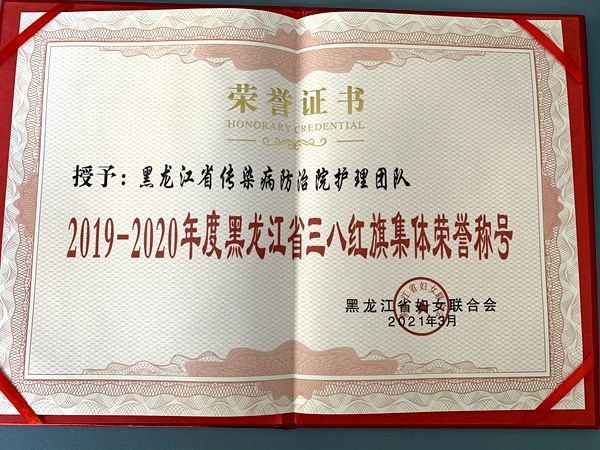 荣誉证书
HONORARY CREDENTIAL
授予：黑龙江省传染病防治院护理团队
2019-2020年度黑龙江省三八红旗集体荣誉称号
黑龙江省妇女联合会
2021年3月